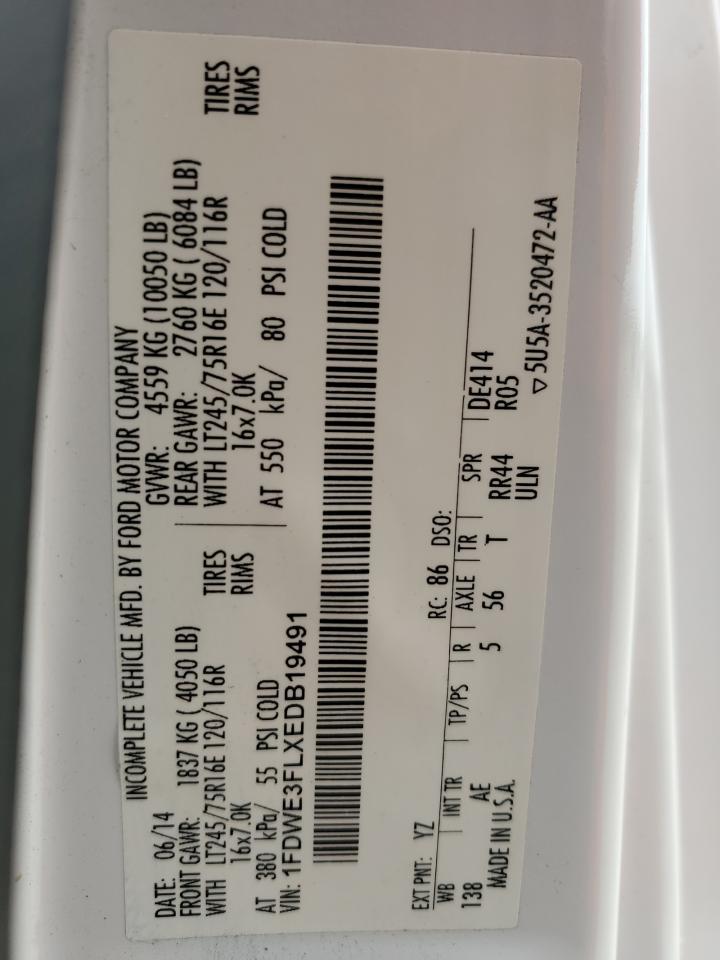 INCOMPLETE VEHICLE MFD. BY FORD MOTOR COMPANY
DATE: 06/14 GVWR: 4559 KG (10050 LB)
FRONT GAWR: 1837 KG ( 4050 LB) REAR GAWR: 2760 KG ( 6084 LB)
WITH LT245/75R16E 120/116R TIRES WITH LT245/75R16E 120/116R TIRES
16x7.0K RIMS 16x7.0K RIMS
AT 380 kPa/ 55 PSI COLD AT 550 kPa/ 80 PSI COLD
VIN: 1FDWE3FLXEDB19491
EXT PNT: YZ RC: 86 DSO:
WB INT TR TP/PS R AXLE TR SPR DE414
138 AE 5 56 T RR44 R05
MADE IN U.S.A. ULN
▽5U5A-3520472-AA